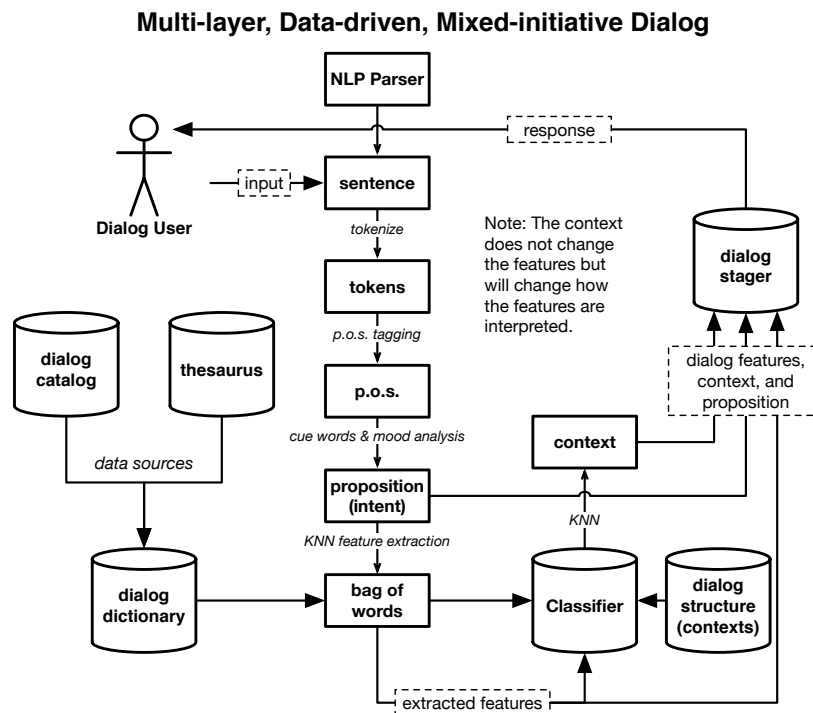 Multi-layer, Data-driven, Mixed-initiative Dialog
NLP Parser
response
input
sentence
Dialog User
tokenize
Note: The context
does not change
the features but
will change how
the features are
interpreted.
dialog
stager
tokens
p.o.s. tagging
dialog
catalog
thesaurus
dialog features,
context, and
proposition
p.o.s.
cue words & mood analysis
context
data sources
proposition
(intent)
KNN
KNN feature extraction
dialog
dictionary
bag of
words
Classifier
dialog
structure
(contexts)
extracted features